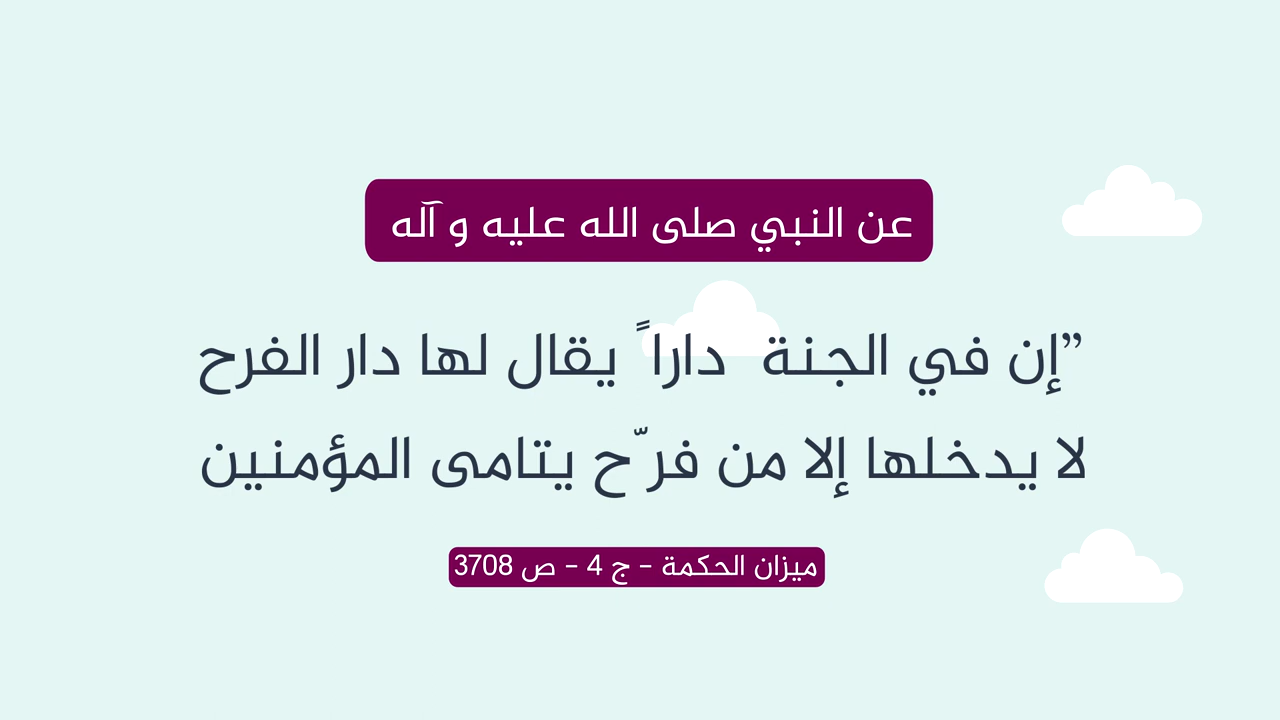 عن النبي صلى الله عليه و آله
”إن في الجنة داراً يقال لها دار الفرح
لا يدخلها إلا من فرّح يتامى المؤمنين
ميزان الحكمة - ج 4 - ص 3708